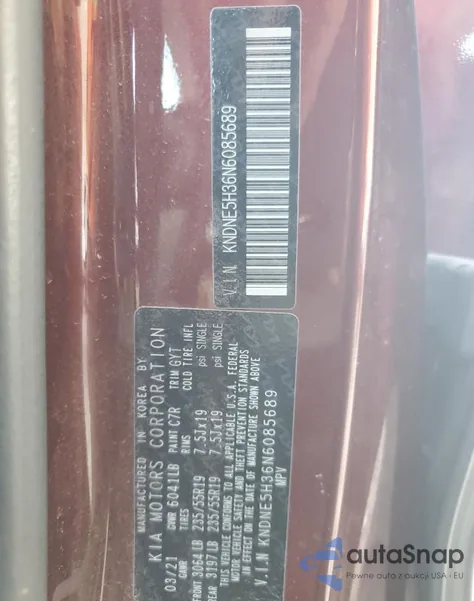 V.I.N KNDNE5H36N6085689
MANUFACTURED IN KOREA BY
KIA MOTORS CORPORATION
03/21 GVWR 6041LB PAINT C7R TRIM GYT
GAWR TIRES RIMS COLD TIRE INFL
FRONT 3064LB 235/55R19 7.5Jx19 psi SINGLE
REAR 3197LB 235/55R19 7.5Jx19 psi SINGLE
THIS VEHICLE CONFORMS TO ALL APPLICABLE U.S.A. FEDERAL
MOTOR VEHICLE SAFETY AND THEFT PREVENTION STANDARDS
IN EFFECT ON THE DATE OF MANUFACTURE SHOWN ABOVE
V.I.N KNDNE5H36N6085689
MPV
autoSnap
Pewne auta z aukcji USA - EU